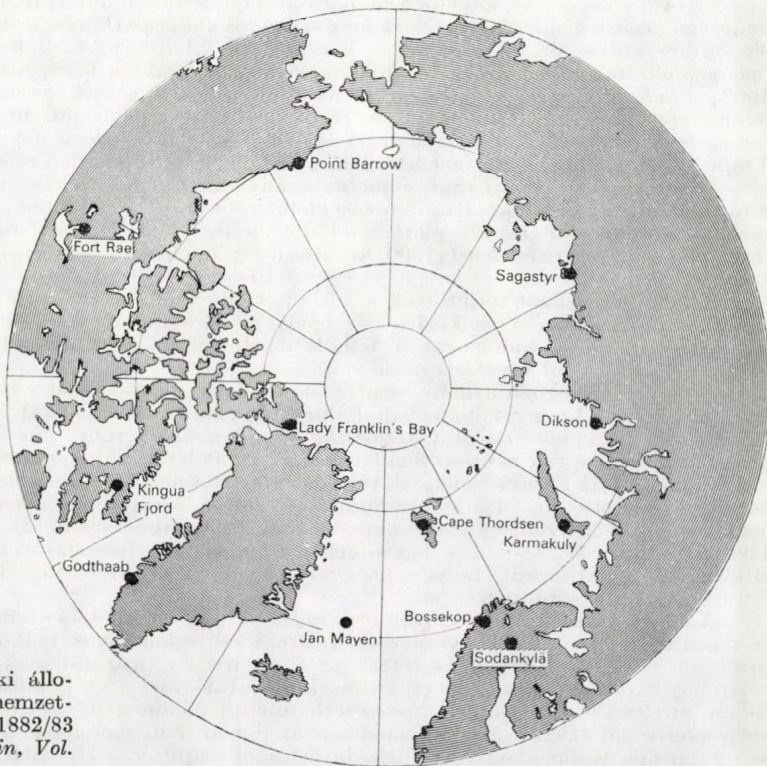 Point Barrow
Fort Rae
Sagastyr
Lady Franklin's Bay
Dikson
Kingua
Fjord
Cape Thordsen
Karmakuly
Godthaab
Bossekop
Jan Mayen
Sodankylä
ki állo-
nemzet-
1882/83
in, Vol.